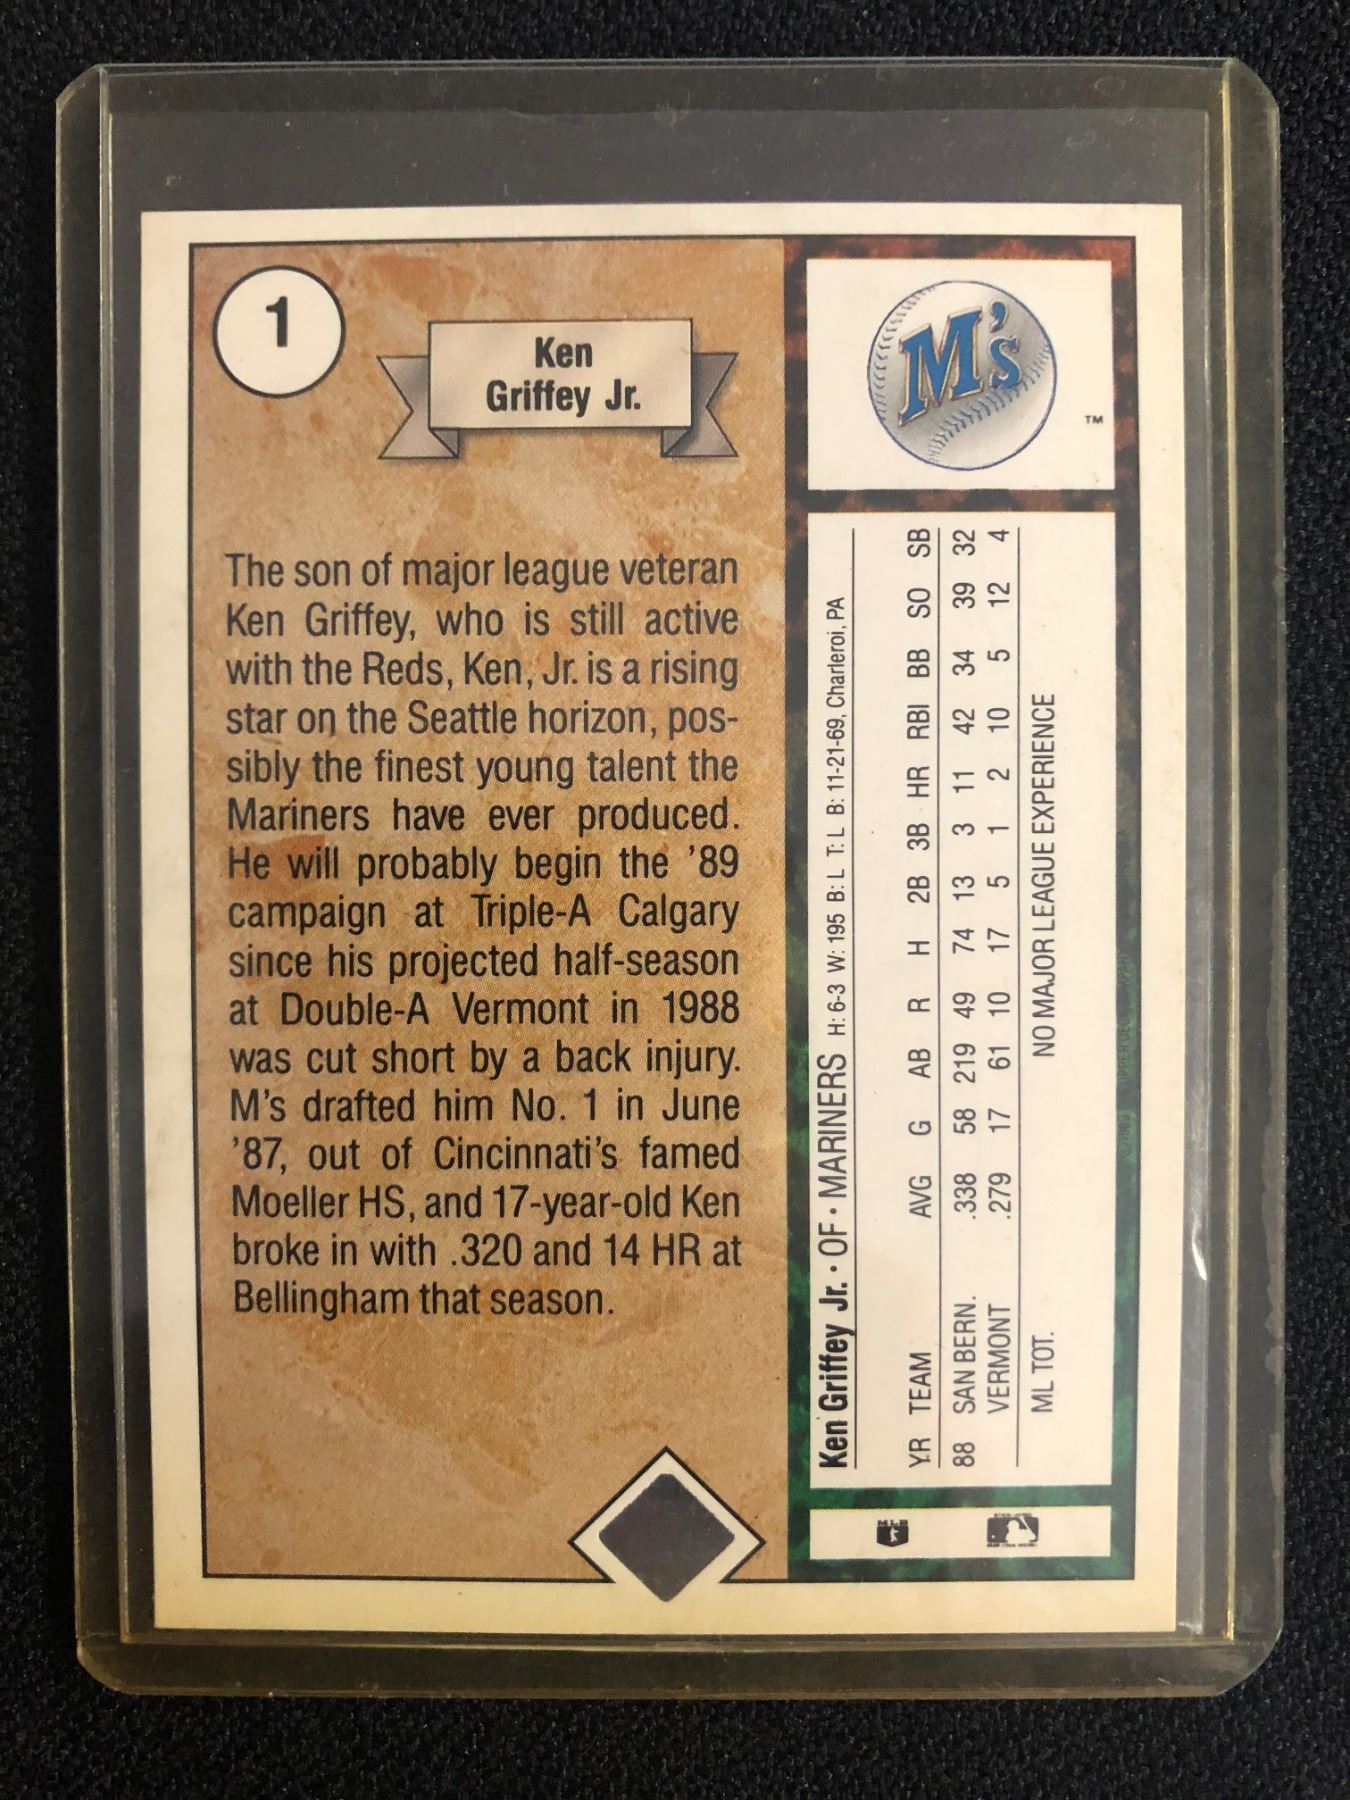 1
Ken
Griffey Jr.
The son of major league veteran
Ken Griffey, who is still active
with the Reds, Ken, Jr. is a rising
star on the Seattle horizon, pos-
sibly the finest young talent the
Mariners have ever produced.
He will probably begin the '89
campaign at Triple-A Calgary
since his projected half-season
at Double-A Vermont in 1988
was cut short by a back injury.
M's drafted him No. 1 in June
'87, out of Cincinnati's famed
Moeller HS, and 17-year-old Ken
broke in with .320 and 14 HR at
Bellingham that season.
M's
TM
Ken Griffey Jr. • OF • MARINERS H: 6-3 W: 195 B: L T: L B: 11-21-69, Charleroi, PA
YR TEAM AVG G AB R H 2B 3B HR RBI BB SO SB
88 SAN BERN. .338 58 219 49 74 13 3 11 42 34 39 32
VERMONT .279 17 61 10 17 5 1 2 10 5 12 4
ML TOT. NO MAJOR LEAGUE EXPERIENCE
MLB